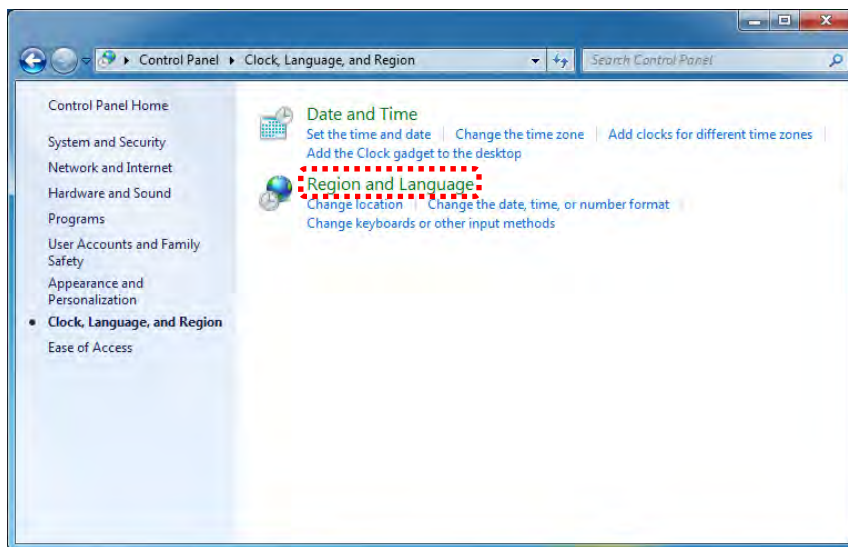 Control Panel Clock, Language, and Region Search Control Panel
Control Panel Home
System and Security
Network and Internet
Hardware and Sound
Programs
User Accounts and Family
Safety
Appearance and
Personalization
Clock, Language, and Region
Ease of Access
Date and Time
Set the time and date Change the time zone Add clocks for different time zones
Add the Clock gadget to the desktop
Region and Language
Change location Change the date, time, or number format
Change keyboards or other input methods